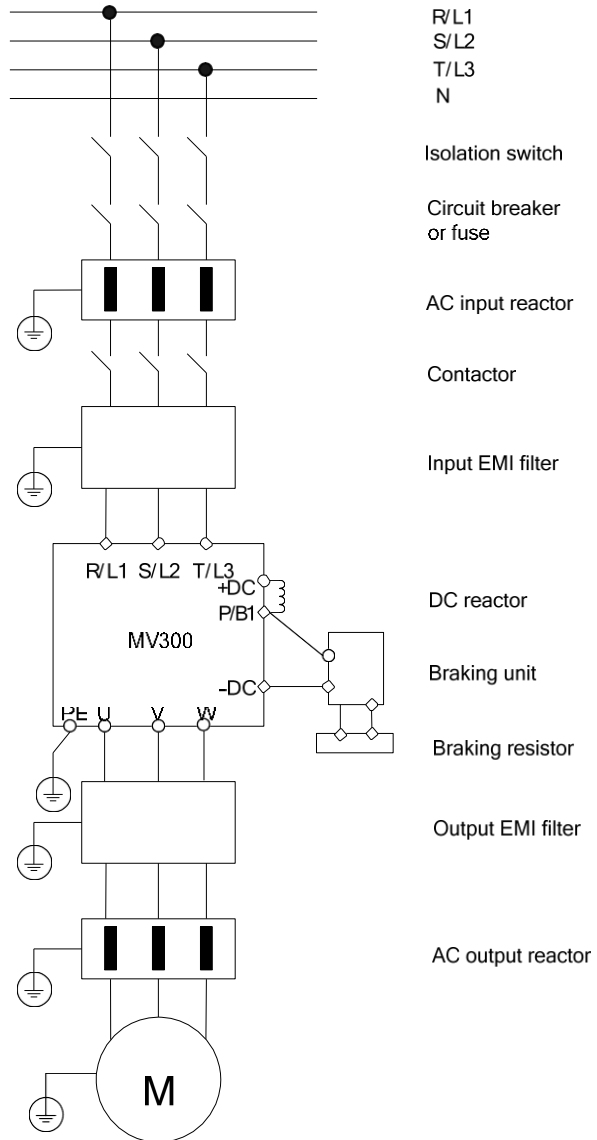 R/L1
S/L2
T/L3
N
Isolation switch
Circuit breaker
or fuse
AC input reactor
Contactor
Input EMI filter
R/L1 S/L2 T/L3
+DC
P/B1
DC reactor
MV300
Braking unit
-DC
PE U V W
Braking resistor
Output EMI filter
AC output reactor
M